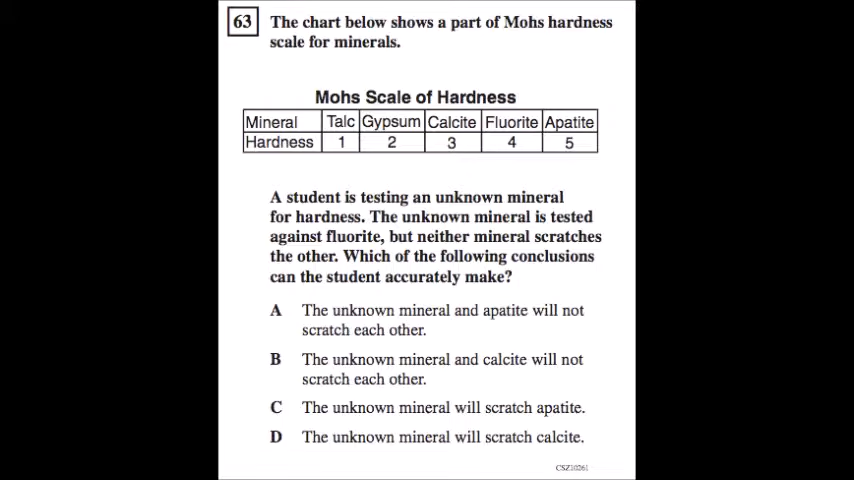 63 The chart below shows a part of Mohs hardness
scale for minerals.
Mohs Scale of Hardness
Mineral Talc Gypsum Calcite Fluorite Apatite
Hardness 1 2 3 4 5
A student is testing an unknown mineral
for hardness. The unknown mineral is tested
against fluorite, but neither mineral scratches
the other. Which of the following conclusions
can the student accurately make?
A The unknown mineral and apatite will not
scratch each other.
B The unknown mineral and calcite will not
scratch each other.
C The unknown mineral will scratch apatite.
D The unknown mineral will scratch calcite.
CSZ10261